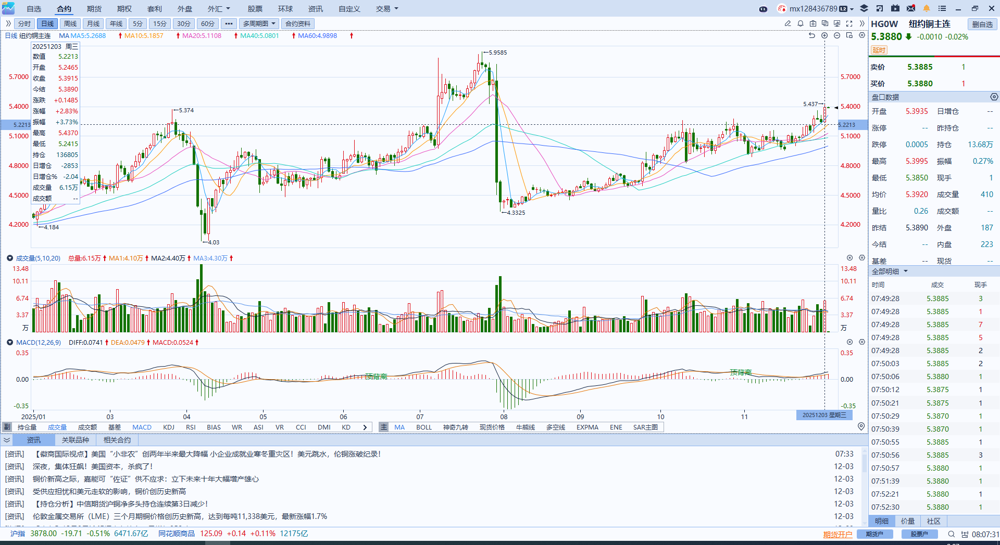 自选 合约 期货 期权 套利 外盘 外汇 股票 环球 资讯 自定义 交易 mx128436789 L2
分时 日线 周线 月线 年线 5分 15分 30分 60分 ••• 多周期图 合约资料
日线 纽约铜主连 MA MA5:5.2688 MA10:5.1857 MA20:5.1108 MA40:5.0801 MA60:4.9898
20251203 周三
数值 5.2213
开盘 5.2465
收盘 5.3915
今结 5.3890
涨跌 +0.1485
涨幅 +2.83%
振幅 +3.73%
最高 5.4370
最低 5.2415
持仓 136805
日增仓 -2853
日增仓% -2.04
成交量 6.15万
成交额 --
5.7000
5.4000
5.2213
5.1000
4.8000
4.5000
4.2000
5.9585
5.374
5.437
4.184
4.03
4.3325
5.7000
5.4000
5.2213
5.1000
4.8000
4.5000
4.2000
成交量(5,10,20) 总量:6.15万 MA1:4.10万 MA2:4.40万 MA3:4.30万
13.48
10.11
6.74
3.37
万
13.48
10.11
6.74
3.37
万
MACD(12,26,9) DIFF:0.0741 DEA:0.0479 MACD:0.0524
0.35
0.00
-0.35
顶背离
顶背离
0.35
0.00
-0.35
2025/01 03 04 05 06 07 08 09 10 11 20251203 星期三
副 持仓量 成交量 成交额 基差 MACD KDJ RSI BIAS WR ASI VR CCI DMI KD 主 MA BOLL 神奇九转 现货价格 牛熊线 多空线 EXPMA ENE SAR主图
资讯 关联品种 相关合约
[资讯] 【徽商国际视点】美国“小非农”创两年半来最大降幅 小企业成就业寒冬重灾区！美元跳水，伦铜涨破纪录！ 07:33
[资讯] 深夜，集体狂飙！美国资本，杀疯了！ 12-03
[资讯] 铜价新高之际，嘉能可“佐证”供不应求：立下未来十年大幅增产雄心 12-03
[资讯] 受供应担忧和美元走软的影响，铜价创历史新高 12-03
[资讯] 【持仓分析】中信期货沪铜净多头持仓连续第3日减少！ 12-03
[资讯] 伦敦金属交易所（LME）三个月期铜价格创历史新高，达到每吨11,338美元，最新涨幅1.7% 12-03
沪指 3878.00 -19.71 -0.51% 6471.67亿 同花顺商品 125.09 +0.14 +0.11% 12175亿 期货开户 期货户 股票户 08:07:31
HG0W 纽约铜主连 删自选
5.3880 -0.0010 -0.02%
延时
卖价 5.3885 1
买价 5.3880 1
盘口数据
开盘 5.3935 日增仓 --
涨停 -- 昨持仓 --
跌停 0.0005 持仓 13.68万
最高 5.3995 振幅 0.27%
最低 5.3850 现手 1
均价 5.3920 成交量 410
量比 0.26 成交额 --
昨结 5.3890 外盘 187
今结 -- 内盘 223
基差 -- 现货 --
全部明细
时间 成交 现手
07:49:28 5.3885 3
07:49:28 5.3885 1
07:49:28 5.3885 7
07:49:28 5.3885 5
07:49:28 5.3885 2
07:50:03 5.3885 2
07:50:06 5.3880 1
07:50:12 5.3875 1
07:50:21 5.3875 1
07:50:29 5.3870 1
07:50:39 5.3870 1
07:50:55 5.3885 1
07:50:56 5.3885 3
07:50:57 5.3880 1
07:51:39 5.3880 1
07:52:21 5.3880 1
07:52:30 5.3880 1
明细 价量 社区